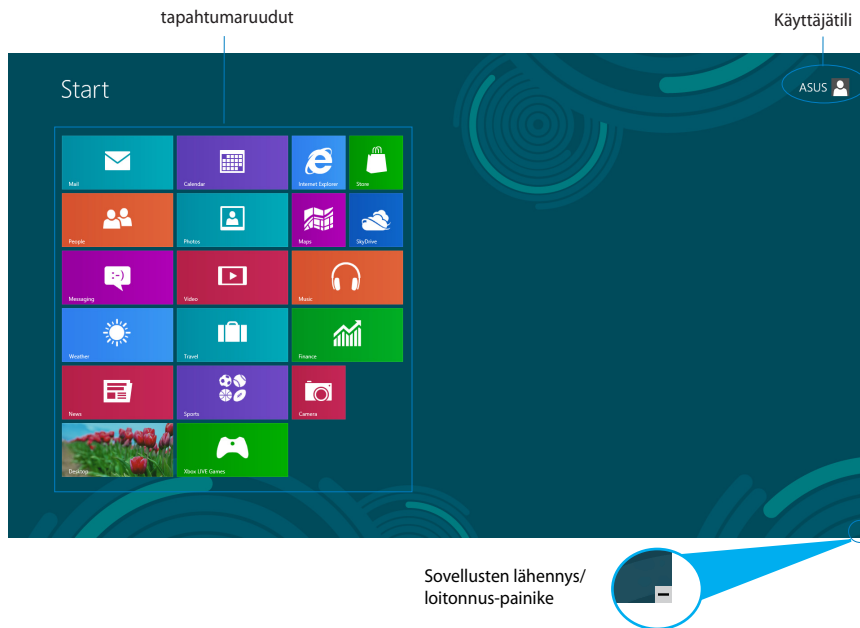 tapahtumaruudut
Käyttäjätili
Start
ASUS
Mail
Calendar
Internet Explorer
Store
People
Photos
Maps
SkyDrive
Messaging
Video
Music
Weather
Travel
Finance
News
Sports
Camera
Desktop
Xbox LIVE Games
Sovellusten lähennys/
loitonnus-painike